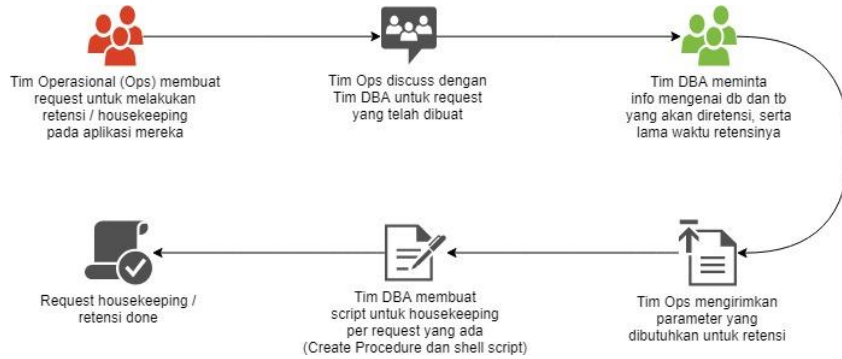 Tim Operasional (Ops) membuat
request untuk melakukan
retensi / housekeeping
pada aplikasi mereka
Tim Ops discuss dengan
Tim DBA untuk request
yang telah dibuat
Tim DBA meminta
info mengenai db dan tb
yang akan diretensi, serta
lama waktu retensinya
Tim Ops mengirimkan
parameter yang
dibutuhkan untuk retensi
Tim DBA membuat
script untuk housekeeping
per request yang ada
(Create Procedure dan shell script)
Request housekeeping /
retensi done